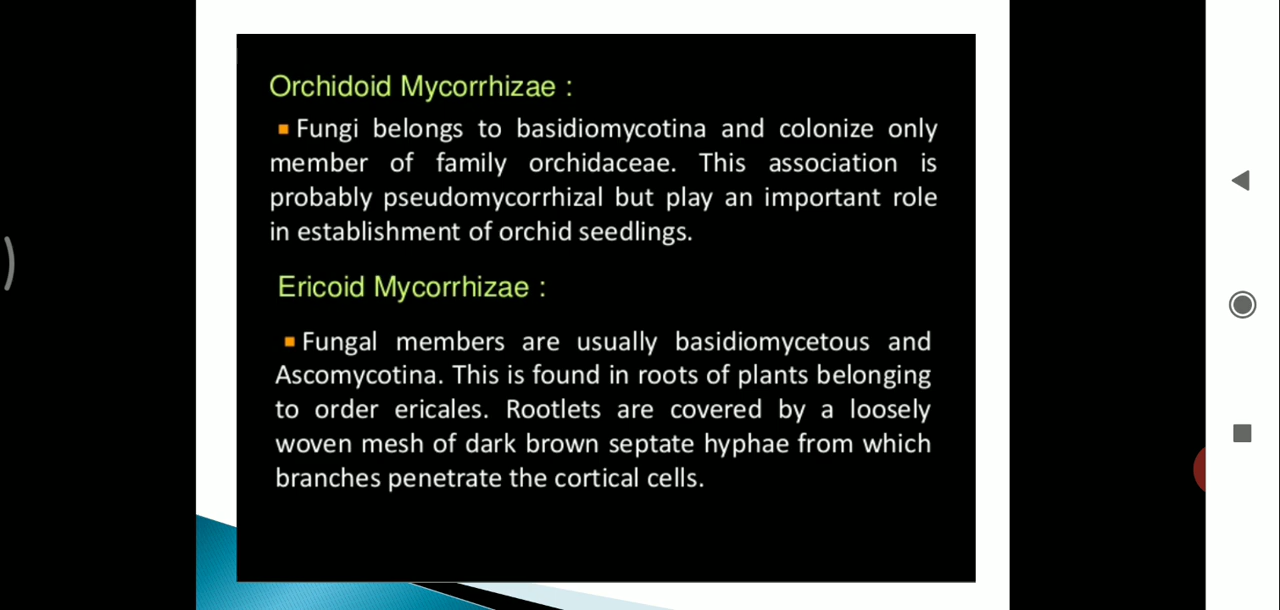 Orchidoid Mycorrhizae :
▪ Fungi belongs to basidiomycotina and colonize only
member of family orchidaceae. This association is
probably pseudomycorrhizal but play an important role
in establishment of orchid seedlings.
Ericoid Mycorrhizae :
▪ Fungal members are usually basidiomycetous and
Ascomycotina. This is found in roots of plants belonging
to order ericales. Rootlets are covered by a loosely
woven mesh of dark brown septate hyphae from which
branches penetrate the cortical cells.